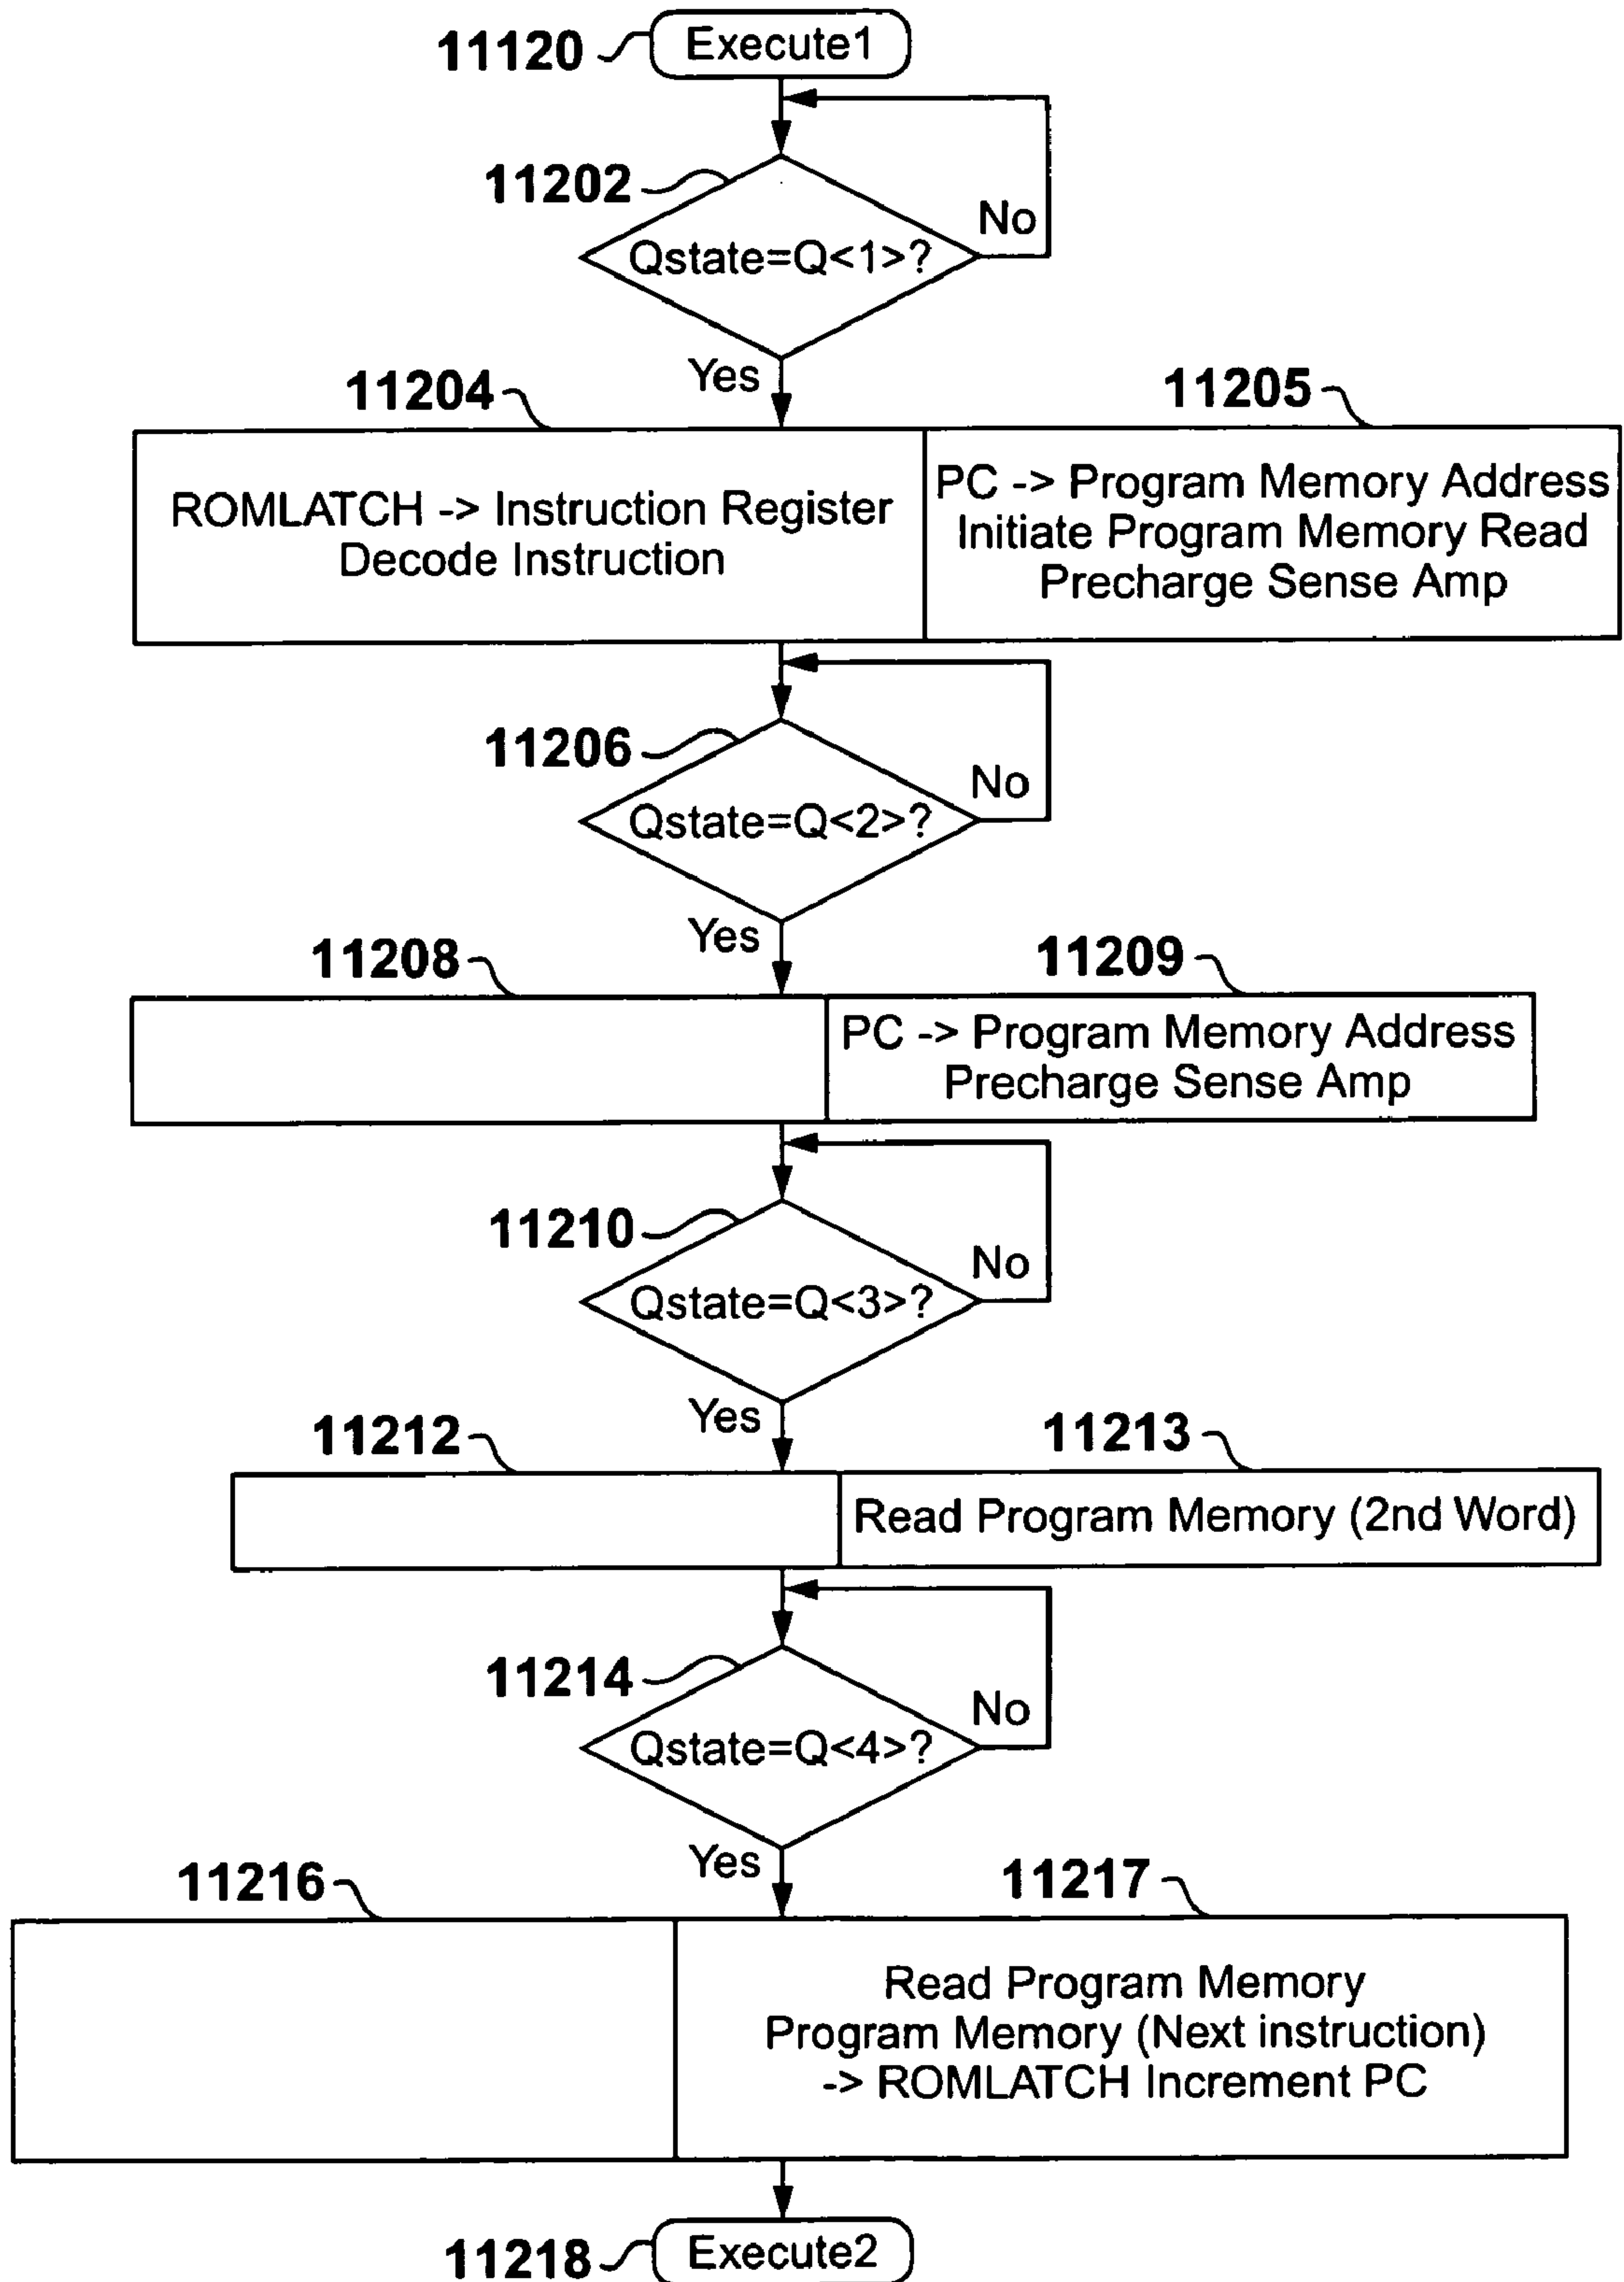 11120 Execute1
11202
No
Qstate=Q<1>?
Yes
11204 11205
ROMLATCH -> Instruction Register
Decode Instruction
PC -> Program Memory Address
Initiate Program Memory Read
Precharge Sense Amp
11206
No
Qstate=Q<2>?
Yes
11208 11209
PC -> Program Memory Address
Precharge Sense Amp
11210
No
Qstate=Q<3>?
Yes
11212 11213
Read Program Memory (2nd Word)
11214
No
Qstate=Q<4>?
Yes
11216 11217
Read Program Memory
Program Memory (Next instruction)
-> ROMLATCH Increment PC
11218 Execute2